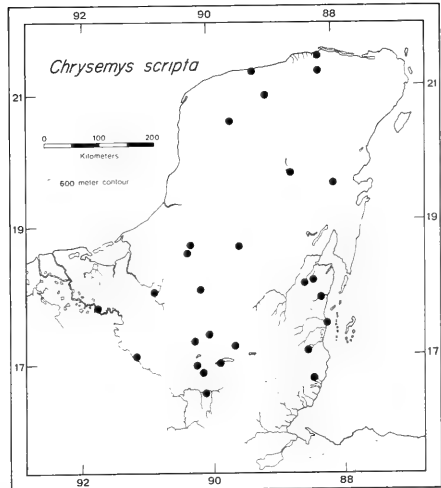 92 90 88
Chrysemys scripta
21
21
0 100 200
Kilometers
600 meter contour
19
19
17
17
92 90 88